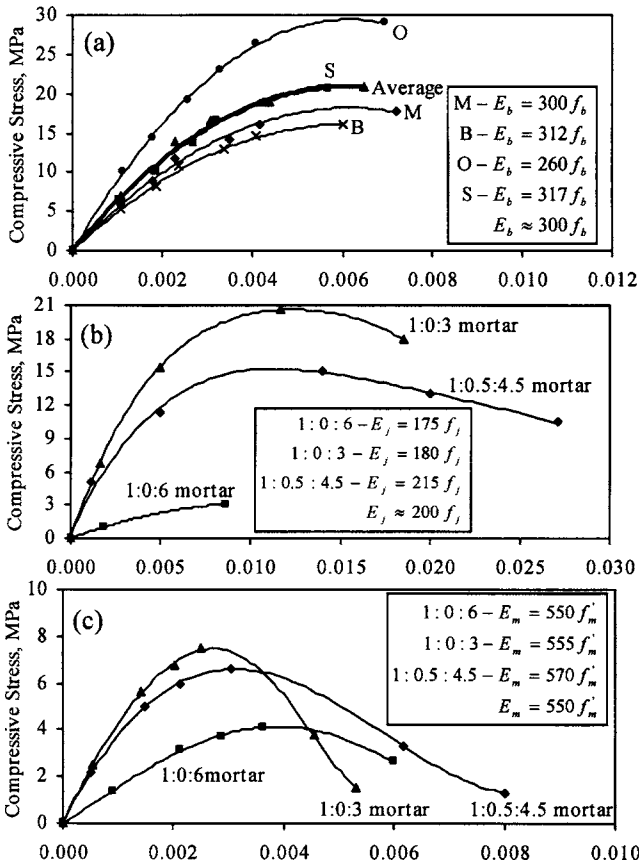 (a)
Compressive Stress, MPa
30
25
20
15
10
5
0
O
S
Average
M
B
M – E_b = 300 f_b
B – E_b = 312 f_b
O – E_b = 260 f_b
S – E_b = 317 f_b
E_b ≈ 300 f_b
0.000 0.002 0.004 0.006 0.008 0.010 0.012
(b)
Compressive Stress, MPa
21
18
15
12
9
6
3
0
1:0:3 mortar
1:0.5:4.5 mortar
1:0:6 mortar
1:0:6 – E_j = 175 f_j
1:0:3 – E_j = 180 f_j
1:0.5:4.5 – E_j = 215 f_j
E_j ≈ 200 f_j
0.000 0.005 0.010 0.015 0.020 0.025 0.030
(c)
Compressive Stress, MPa
10
8
6
4
2
0
1:0:6 – E_m = 550 f'_m
1:0:3 – E_m = 555 f'_m
1:0.5:4.5 – E_m = 570 f'_m
E_m = 550 f'_m
1:0:6mortar
1:0:3 mortar
1:0.5:4.5 mortar
0.000 0.002 0.004 0.006 0.008 0.010